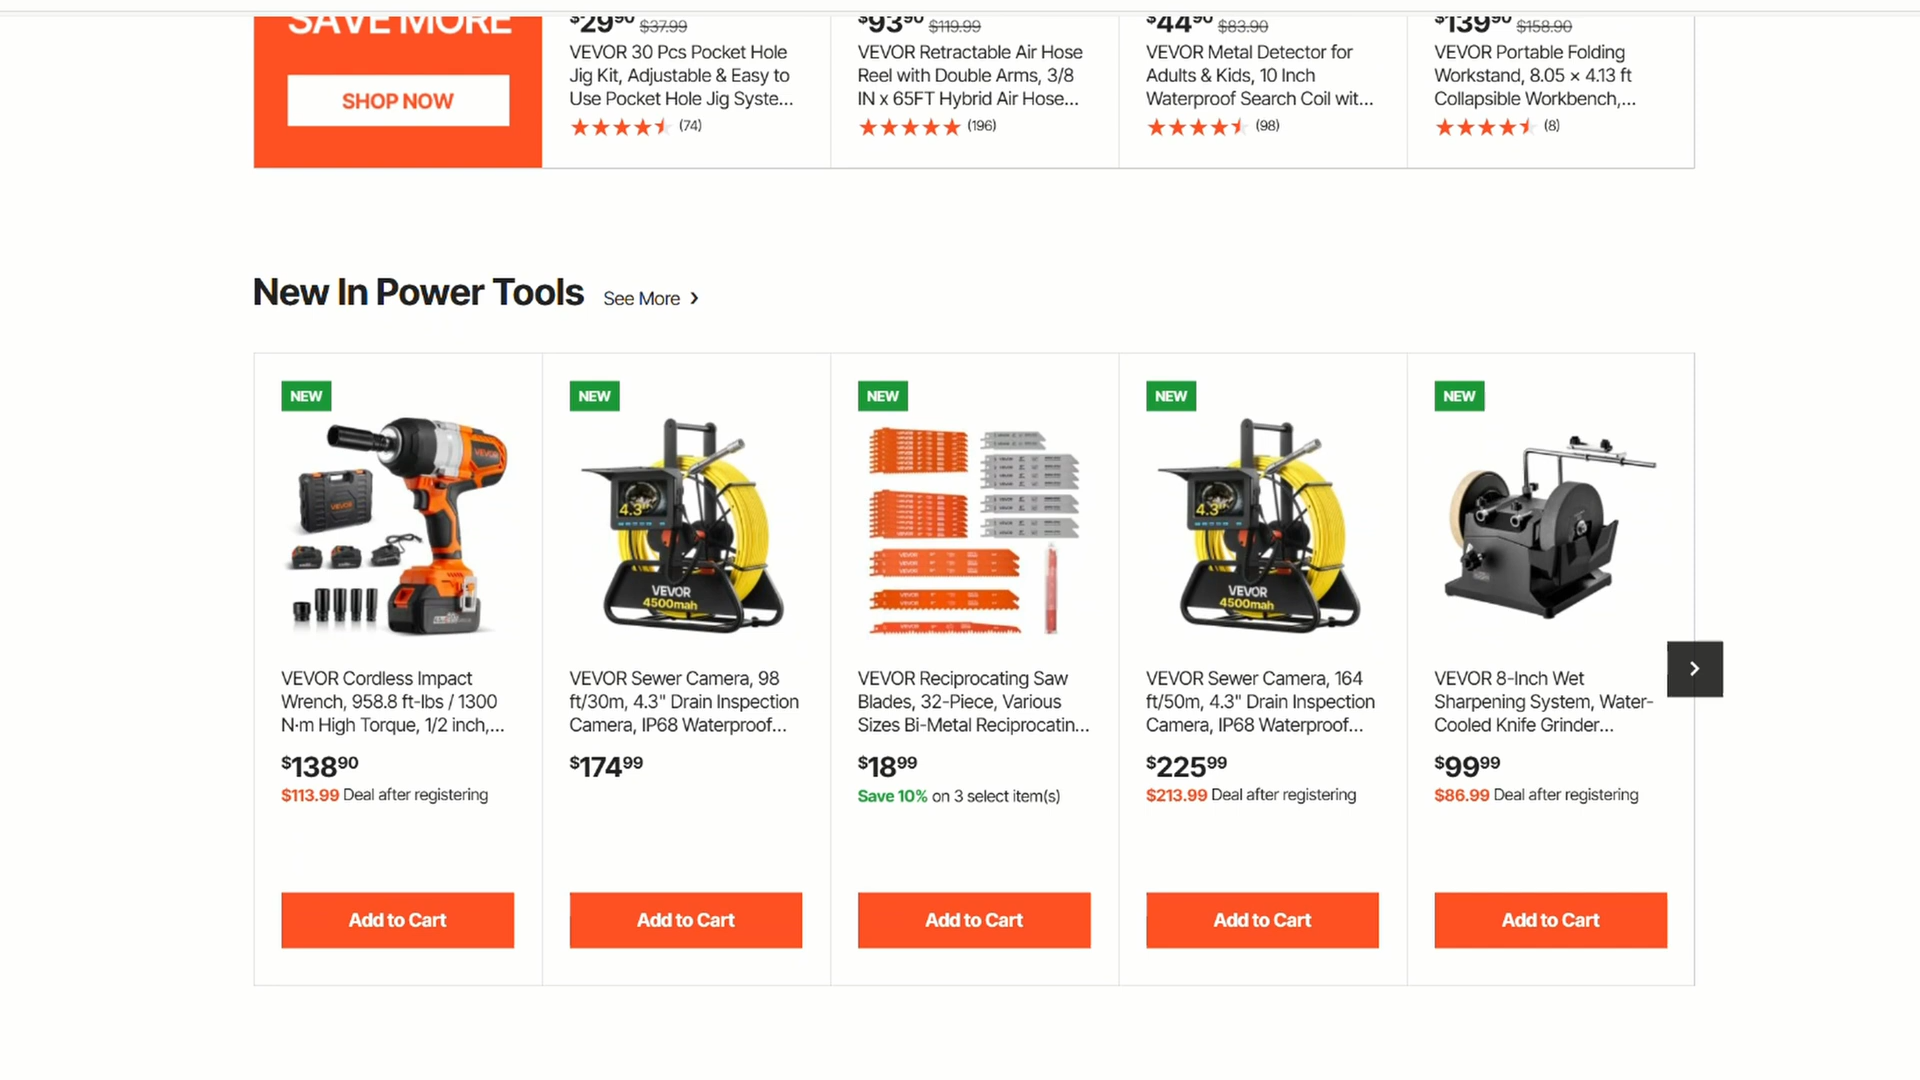 SAVE MORE
SHOP NOW
$29.90 $37.99
VEVOR 30 Pcs Pocket Hole
Jig Kit, Adjustable & Easy to
Use Pocket Hole Jig Syste...
(74)
$93.90 $119.99
VEVOR Retractable Air Hose
Reel with Double Arms, 3/8
IN x 65FT Hybrid Air Hose...
(196)
$44.90 $83.90
VEVOR Metal Detector for
Adults & Kids, 10 Inch
Waterproof Search Coil wit...
(98)
$139.90 $158.90
VEVOR Portable Folding
Workstand, 8.05 × 4.13 ft
Collapsible Workbench,...
(8)
New In Power Tools See More
NEW
VEVOR
VEVOR
VEVOR Cordless Impact
Wrench, 958.8 ft-lbs / 1300
N·m High Torque, 1/2 inch,...
$138.90
$113.99 Deal after registering
Add to Cart
NEW
4.3"
VEVOR
4500mah
VEVOR Sewer Camera, 98
ft/30m, 4.3" Drain Inspection
Camera, IP68 Waterproof...
$174.99
Add to Cart
NEW
VEVOR Reciprocating Saw
Blades, 32-Piece, Various
Sizes Bi-Metal Reciprocatin...
$18.99
Save 10% on 3 select item(s)
Add to Cart
NEW
4.3"
VEVOR
4500mah
VEVOR Sewer Camera, 164
ft/50m, 4.3" Drain Inspection
Camera, IP68 Waterproof...
$225.99
$213.99 Deal after registering
Add to Cart
NEW
VEVOR 8-Inch Wet
Sharpening System, Water-
Cooled Knife Grinder...
$99.99
$86.99 Deal after registering
Add to Cart